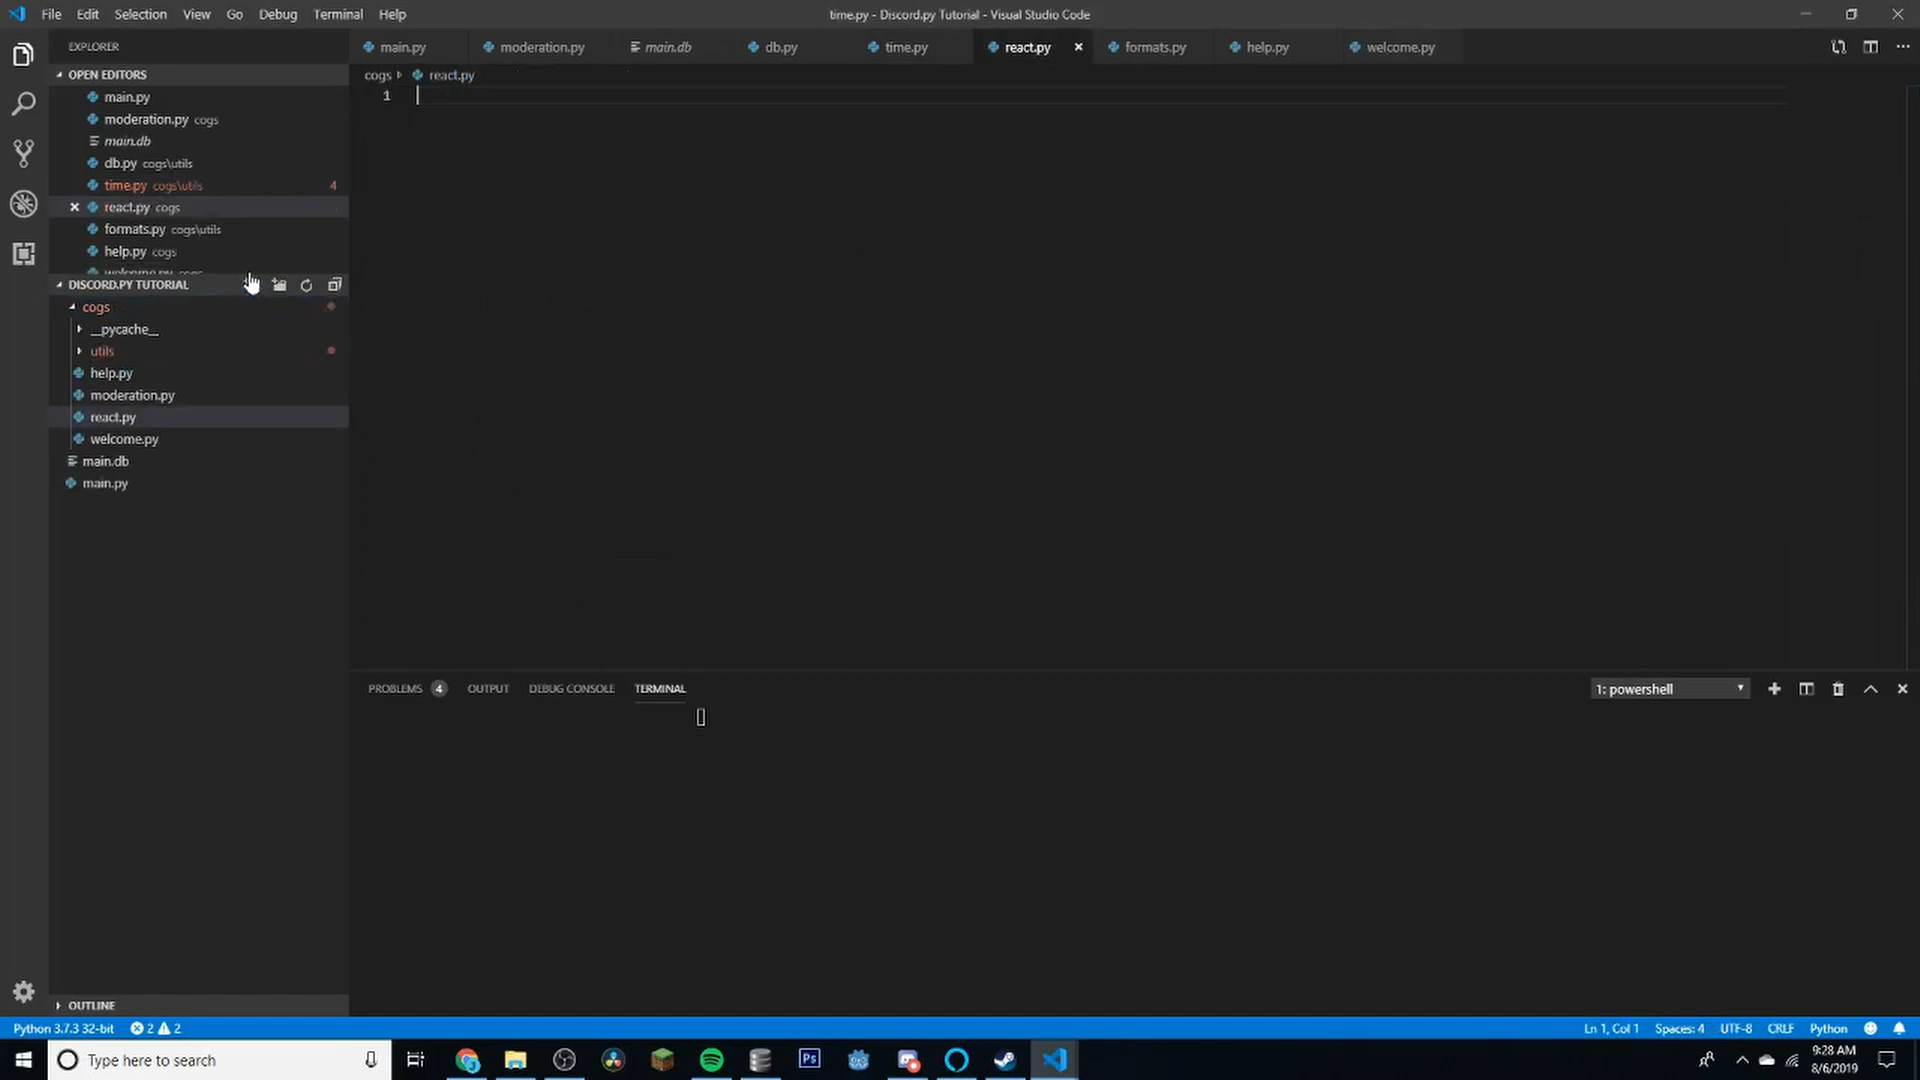 File Edit Selection View Go Debug Terminal Help
time.py - Discord.py Tutorial - Visual Studio Code
EXPLORER
main.py moderation.py main.db db.py time.py react.py formats.py help.py welcome.py
OPEN EDITORS
cogs react.py
1
main.py
moderation.py cogs
main.db
db.py cogs\utils
time.py cogs\utils 4
react.py cogs
formats.py cogs\utils
help.py cogs
welcome.py cogs
DISCORD.PY TUTORIAL
cogs
__pycache__
utils
help.py
moderation.py
react.py
welcome.py
main.db
main.py
PROBLEMS 4 OUTPUT DEBUG CONSOLE TERMINAL
1: powershell
OUTLINE
Python 3.7.3 32-bit 2 2
Ln 1, Col 1 Spaces: 4 UTF-8 CRLF Python
Type here to search
Ps
9:28 AM
8/6/2019